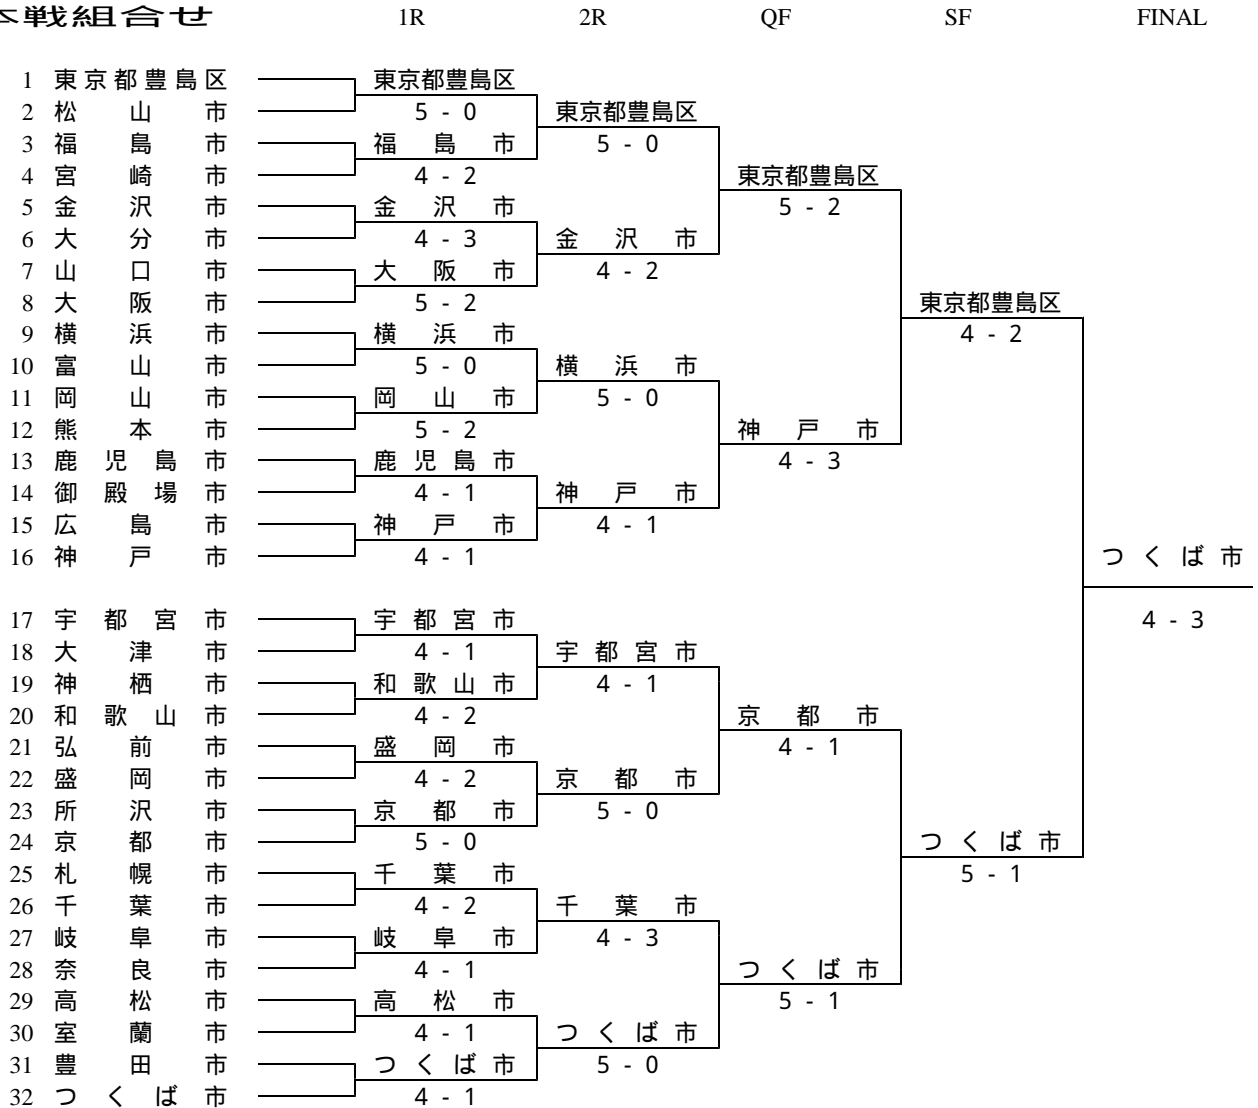 本戦組合せ 1R 2R QF SF FINAL
1 東京都豊島区 東京都豊島区
2 松山市 5 - 0 東京都豊島区
3 福島市 福島市 5 - 0
4 宮崎市 4 - 2 東京都豊島区
5 金沢市 金沢市 5 - 2
6 大分市 4 - 3 金沢市
7 山口市 大阪市 4 - 2
8 大阪市 5 - 2 東京都豊島区
9 横浜市 横浜市 4 - 2
10 富山市 5 - 0 横浜市
11 岡山市 岡山市 5 - 0
12 熊本市 5 - 2 神戸市
13 鹿児島市 鹿児島市 4 - 3
14 御殿場市 4 - 1 神戸市
15 広島市 神戸市 4 - 1
16 神戸市 4 - 1 つくば市
17 宇都宮市 宇都宮市 4 - 3
18 大津市 4 - 1 宇都宮市
19 神栖市 和歌山市 4 - 1
20 和歌山市 4 - 2 京都市
21 弘前市 盛岡市 4 - 1
22 盛岡市 4 - 2 京都市
23 所沢市 京都市 5 - 0
24 京都市 5 - 0 つくば市
25 札幌市 千葉市 5 - 1
26 千葉市 4 - 2 千葉市
27 岐阜市 岐阜市 4 - 3
28 奈良市 4 - 1 つくば市
29 高松市 高松市 5 - 1
30 室蘭市 4 - 1 つくば市
31 豊田市 つくば市 5 - 0
32 つくば市 4 - 1